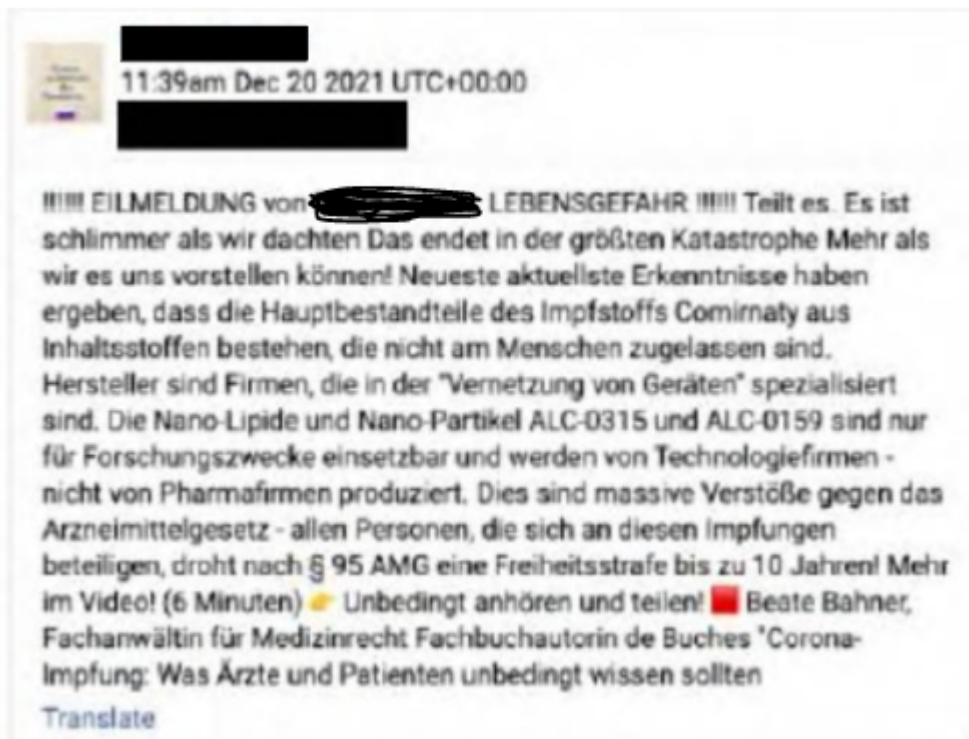 11:39am Dec 20 2021 UTC+00:00
!!!!!! EILMELDUNG von LEBENSGEFAHR !!!!!! Teilt es. Es ist
schlimmer als wir dachten Das endet in der größten Katastrophe Mehr als
wir es uns vorstellen können! Neueste aktuellste Erkenntnisse haben
ergeben, dass die Hauptbestandteile des Impfstoffs Comirnaty aus
Inhaltsstoffen bestehen, die nicht am Menschen zugelassen sind.
Hersteller sind Firmen, die in der "Vernetzung von Geräten" spezialisiert
sind. Die Nano-Lipide und Nano-Partikel ALC-0315 und ALC-0159 sind nur
für Forschungszwecke einsetzbar und werden von Technologiefirmen -
nicht von Pharmafirmen produziert. Dies sind massive Verstöße gegen das
Arzneimittelgesetz - allen Personen, die sich an diesen Impfungen
beteiligen, droht nach § 95 AMG eine Freiheitsstrafe bis zu 10 Jahren! Mehr
im Video! (6 Minuten) 👉 Unbedingt anhören und teilen! 🟥 Beate Bahner,
Fachanwältin für Medizinrecht Fachbuchautorin de Buches "Corona-
Impfung: Was Ärzte und Patienten unbedingt wissen sollten
Translate